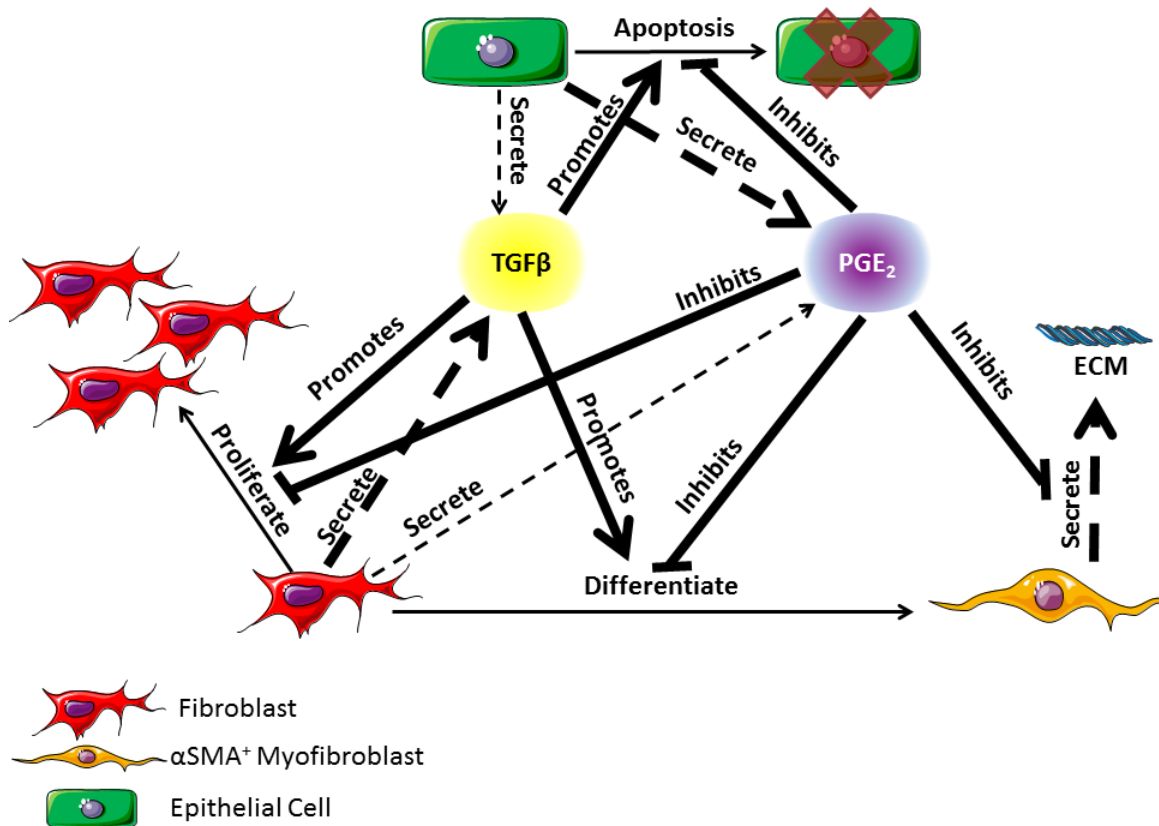 Apoptosis
Secrete
Promotes
Secrete
Inhibits
TGFβ
PGE₂
Promotes
Inhibits
Inhibits
ECM
Proliferate
Secrete
Secrete
Promotes
Inhibits
Secrete
Differentiate
Fibroblast
αSMA⁺ Myofibroblast
Epithelial Cell